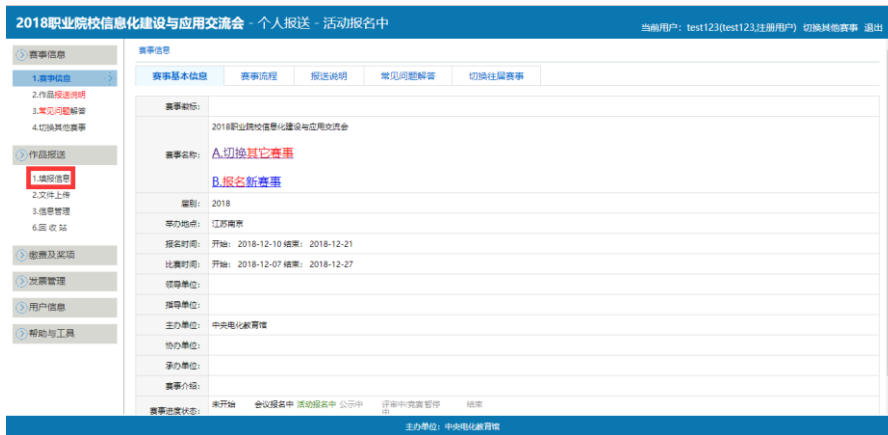 2018职业院校信息化建设与应用交流会 - 个人报送 - 活动报名中
当前用户：test123(test123,注册用户) 切换其他赛事 退出
赛事信息
1.赛事信息
2.作品报送说明
3.常见问题解答
4.切换其他赛事
作品报送
1.填报信息
2.文件上传
3.信息管理
6.回 收 站
缴费及奖项
发票管理
用户信息
帮助与工具
赛事信息
赛事基本信息 赛事流程 报送说明 常见问题解答 切换往届赛事
赛事徽标：
赛事名称：
2018职业院校信息化建设与应用交流会
A.切换其它赛事
B.报名新赛事
届别： 2018
举办地点： 江苏南京
报名时间： 开始： 2018-12-10 结束： 2018-12-21
比赛时间： 开始： 2018-12-07 结束： 2018-12-27
领导单位：
指导单位：
主办单位： 中央电化教育馆
协办单位：
承办单位：
赛事介绍：
赛事进度状态： 未开始 会议报名中 活动报名中 公示中 评审中/竞赛暂停中 结束
主办单位：中央电化教育馆